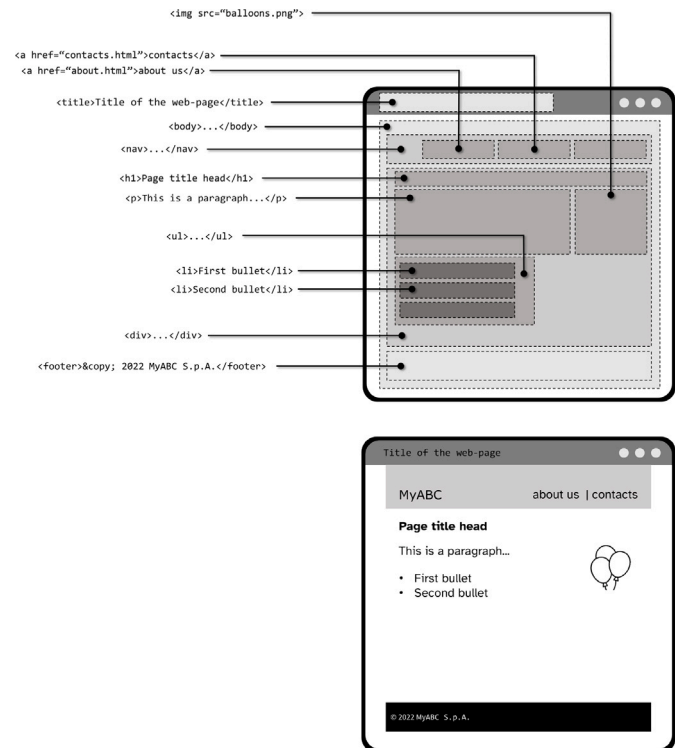 <img src=“balloons.png”>
<a href=“contacts.html”>contacts</a>
<a href=“about.html”>about us</a>
<title>Title of the web-page</title>
<body>...</body>
<nav>...</nav>
<h1>Page title head</h1>
<p>This is a paragraph...</p>
<ul>...</ul>
<li>First bullet</li>
<li>Second bullet</li>
<div>...</div>
<footer>&copy; 2022 MyABC S.p.A.</footer>
Title of the web-page
MyABC about us | contacts
Page title head
This is a paragraph...
• First bullet
• Second bullet
© 2022 MyABC S.p.A.